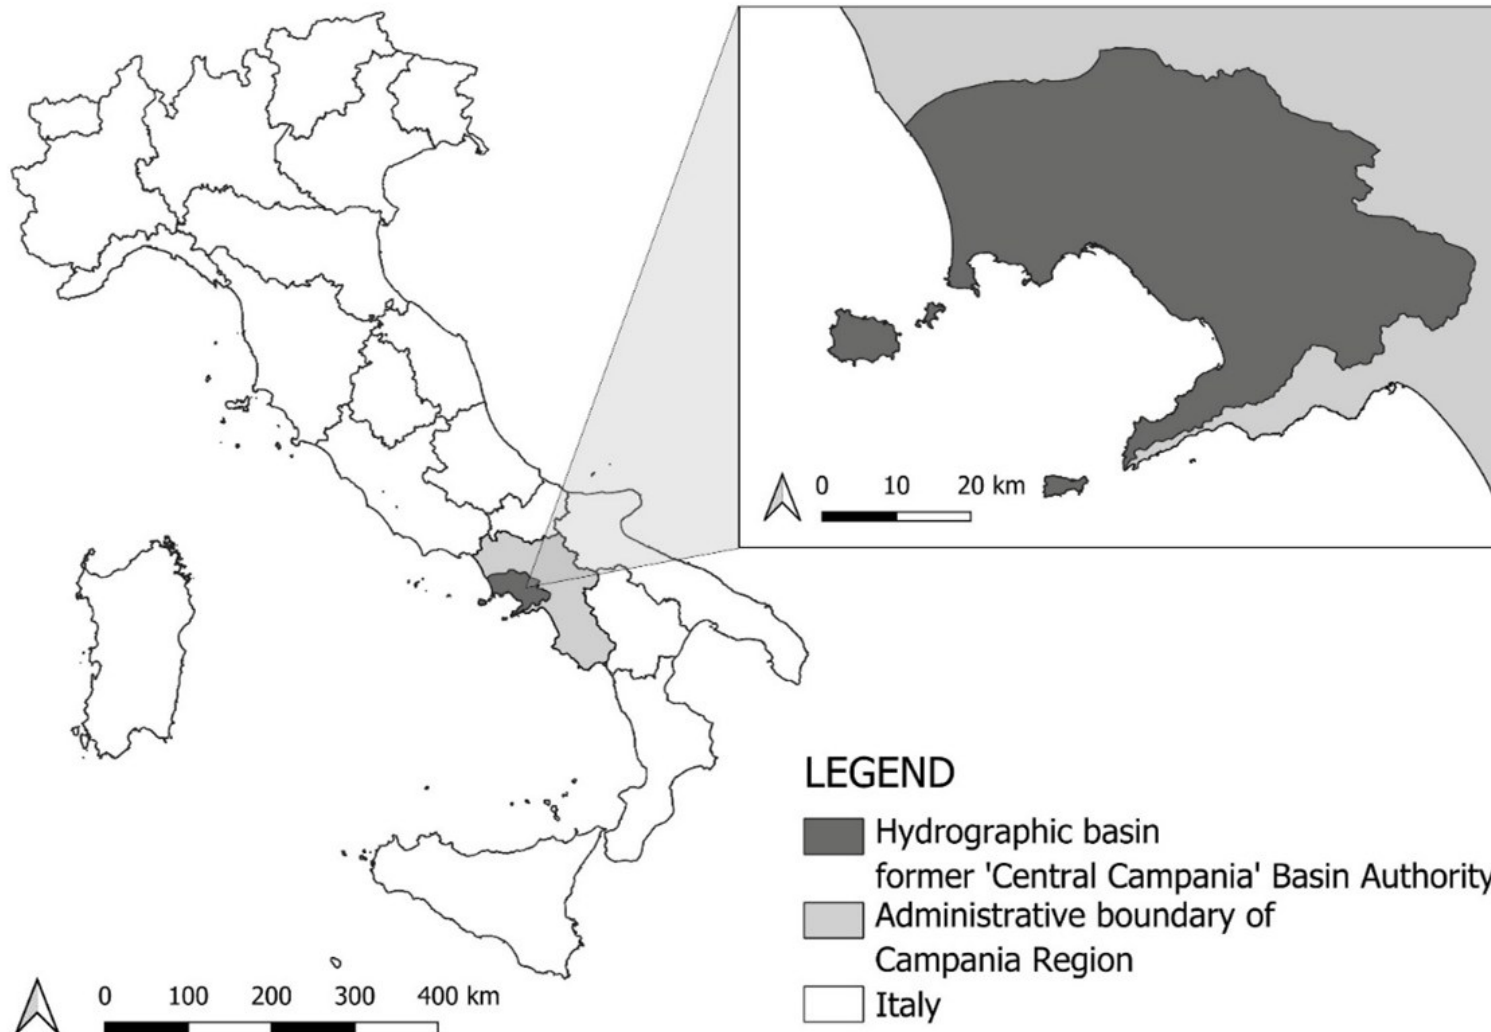 0 10 20 km
LEGEND
Hydrographic basin
former 'Central Campania' Basin Authority
Administrative boundary of
Campania Region
Italy
0 100 200 300 400 km